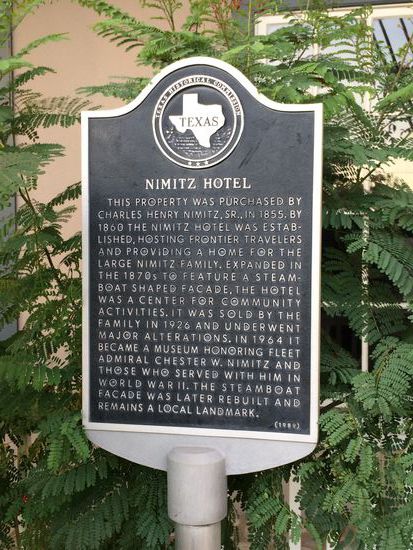 TEXAS HISTORICAL COMMISSION
TEXAS
NIMITZ HOTEL
THIS PROPERTY WAS PURCHASED BY
CHARLES HENRY NIMITZ, SR., IN 1855. BY
1860 THE NIMITZ HOTEL WAS ESTAB-
LISHED, HOSTING FRONTIER TRAVELERS
AND PROVIDING A HOME FOR THE
LARGE NIMITZ FAMILY. EXPANDED IN
THE 1870s TO FEATURE A STEAM-
BOAT SHAPED FACADE, THE HOTEL
WAS A CENTER FOR COMMUNITY
ACTIVITIES. IT WAS SOLD BY THE
FAMILY IN 1926 AND UNDERWENT
MAJOR ALTERATIONS. IN 1964 IT
BECAME A MUSEUM HONORING FLEET
ADMIRAL CHESTER W. NIMITZ AND
THOSE WHO SERVED WITH HIM IN
WORLD WAR II. THE STEAMBOAT
FACADE WAS LATER REBUILT AND
REMAINS A LOCAL LANDMARK.
(1989)